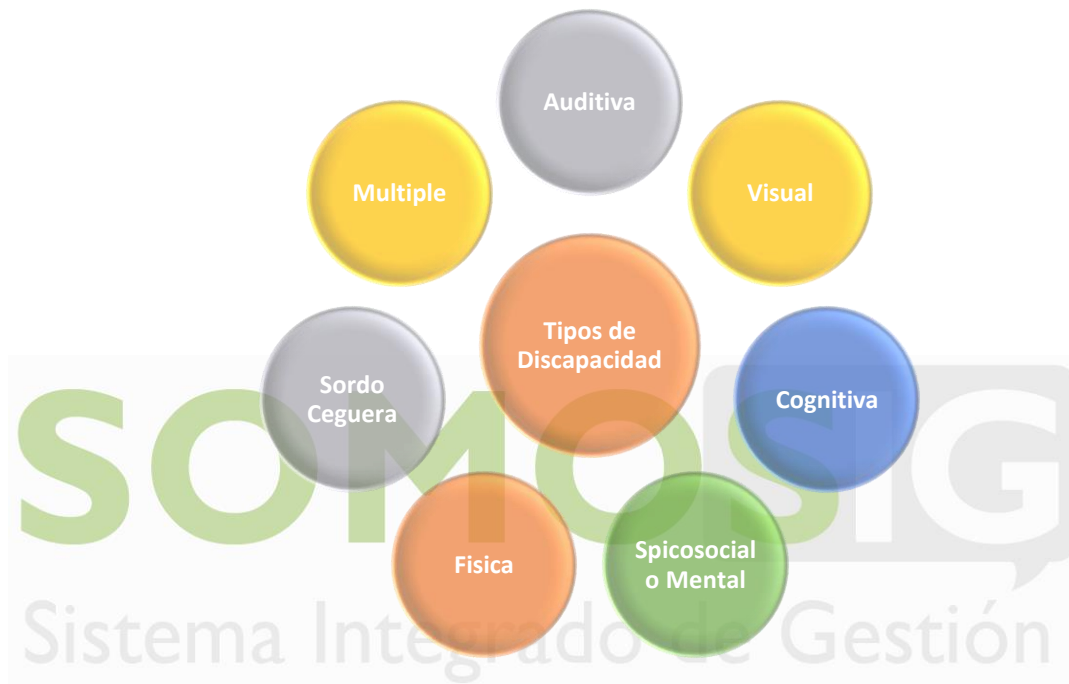 Auditiva
Multiple
Visual
Tipos de
Discapacidad
Sordo
Ceguera
Cognitiva
Fisica
Spicosocial
o Mental
SOMOSIG
Sistema Integrado de Gestión